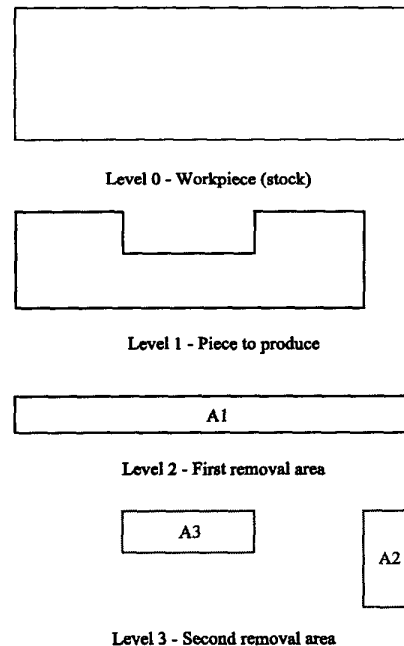 Level 0 - Workpiece (stock)
Level 1 - Piece to produce
A1
Level 2 - First removal area
A3
A2
Level 3 - Second removal area